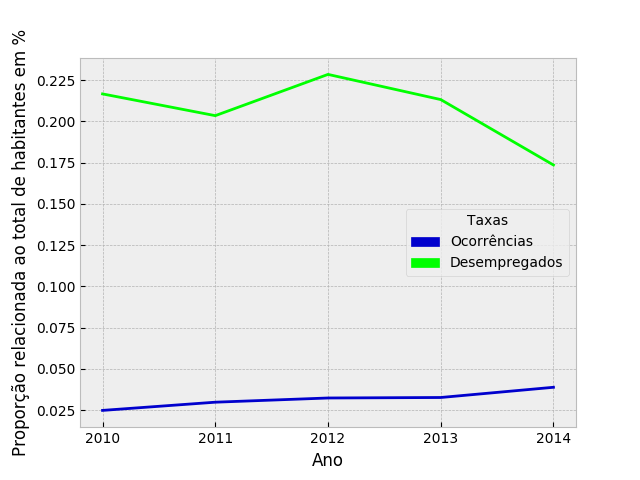 Proporção relacionada ao total de habitantes em %
0.225
0.200
0.175
0.150
0.125
0.100
0.075
0.050
0.025
Taxas
Ocorrências
Desempregados
2010 2011 2012 2013 2014
Ano